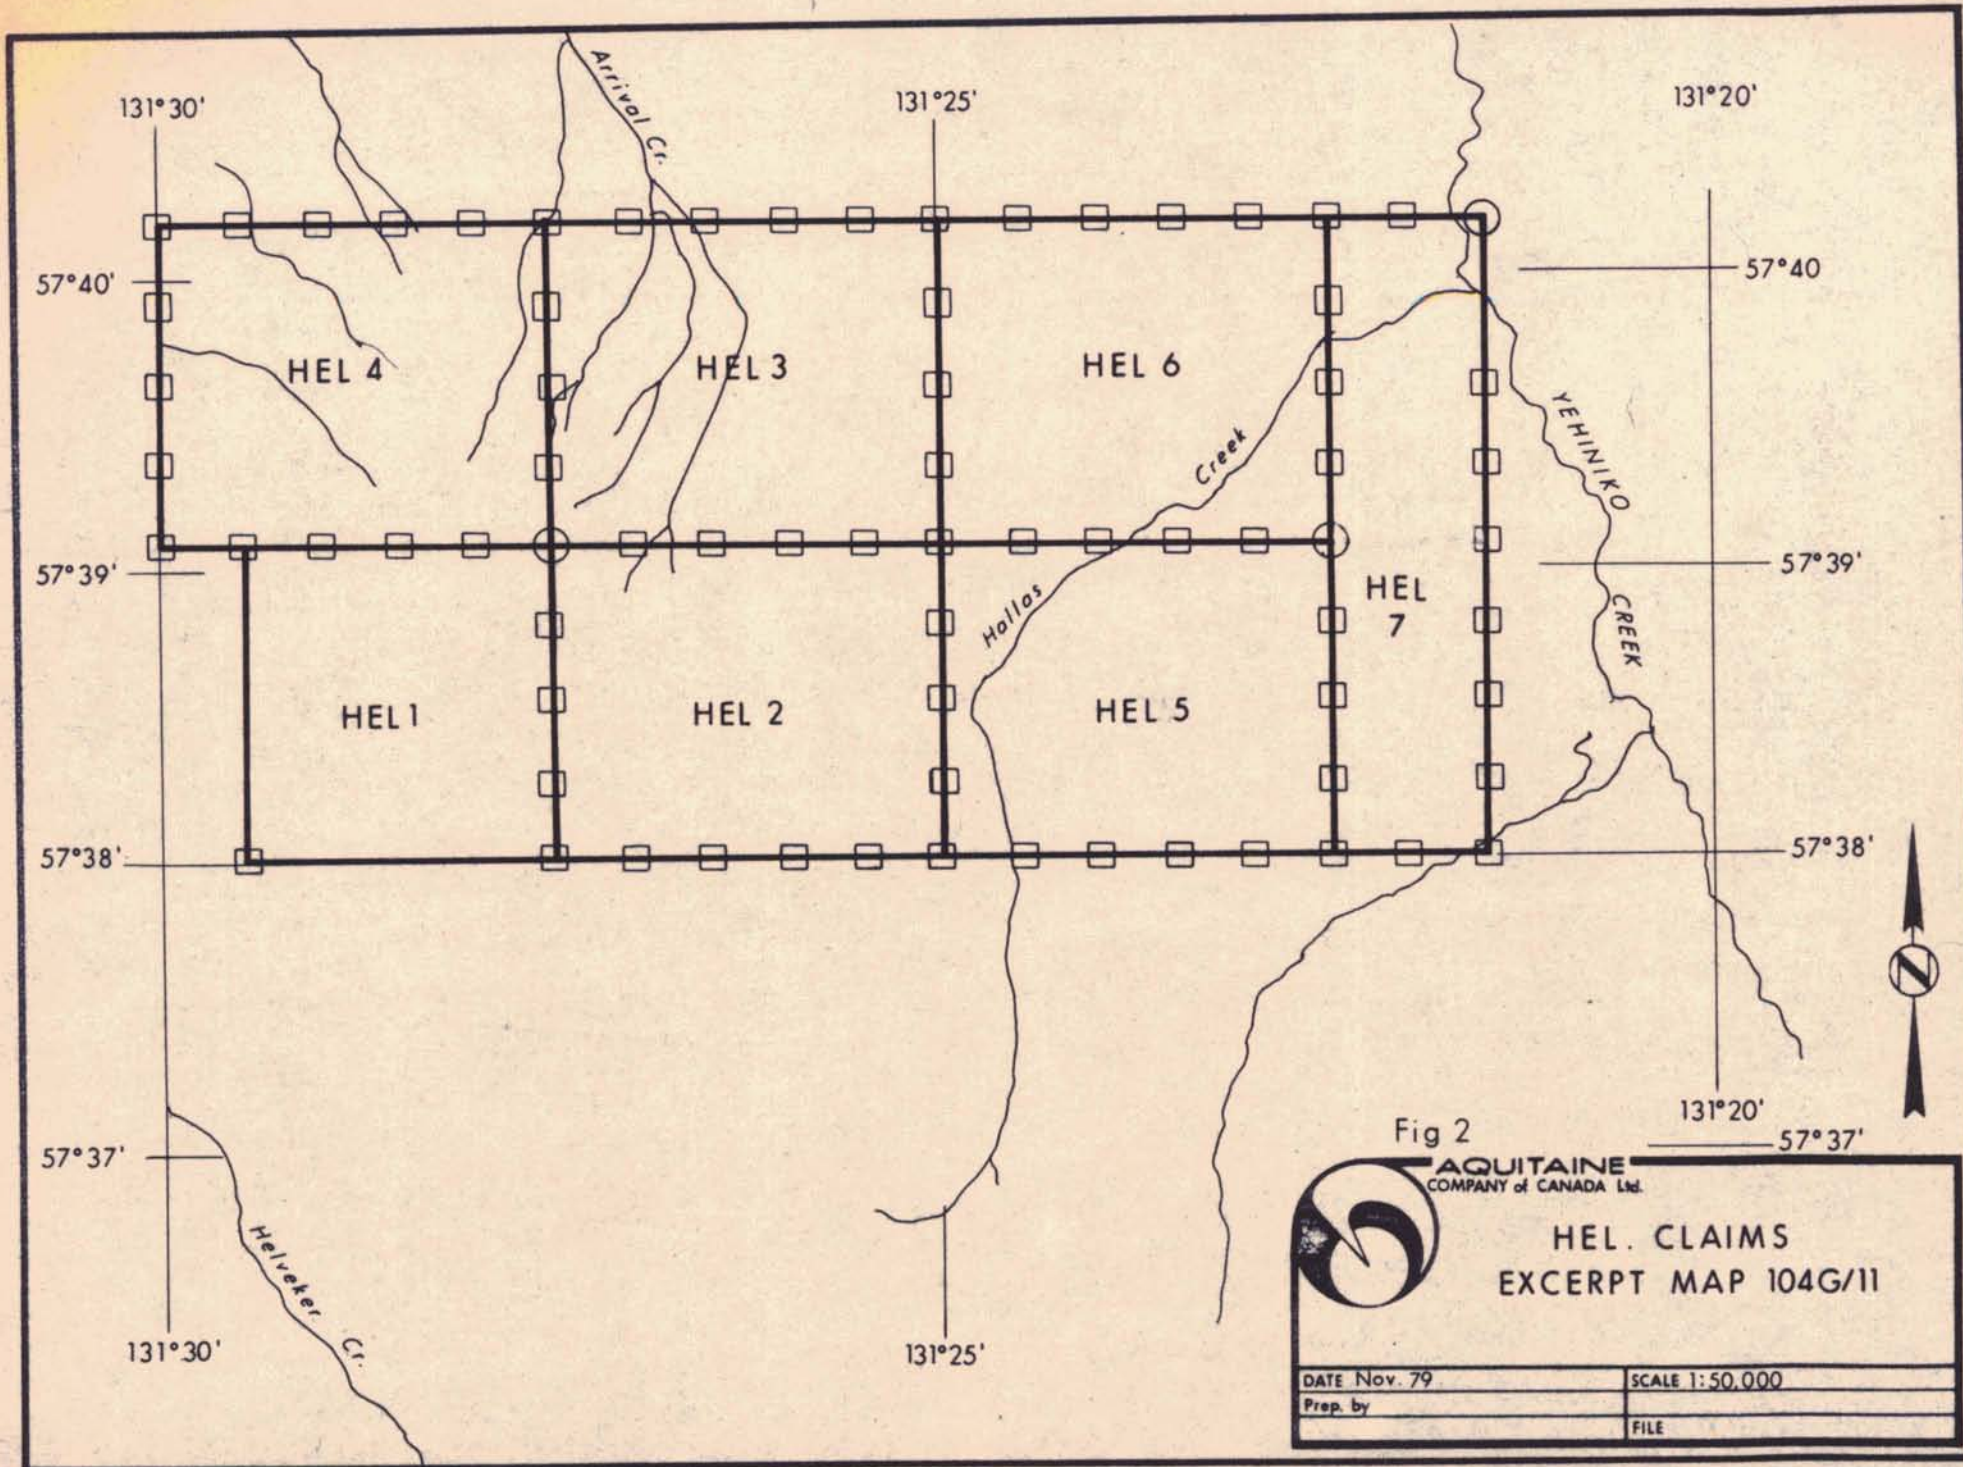 131°30'
131°25'
131°20'
Arrival Cr.
57°40'
57°40
HEL 4
HEL 3
HEL 6
Creek
YEHINIKO
CREEK
57°39'
57°39'
HEL
7
Hallas
HEL 1
HEL 2
HEL 5
57°38'
57°38'
N
131°20'
57°37'
57°37'
Helveker Cr.
131°30'
131°25'
Fig 2
AQUITAINE
COMPANY of CANADA Ltd.
HEL. CLAIMS
EXCERPT MAP 104G/11
DATE Nov. 79
SCALE 1:50,000
Prep. by
FILE